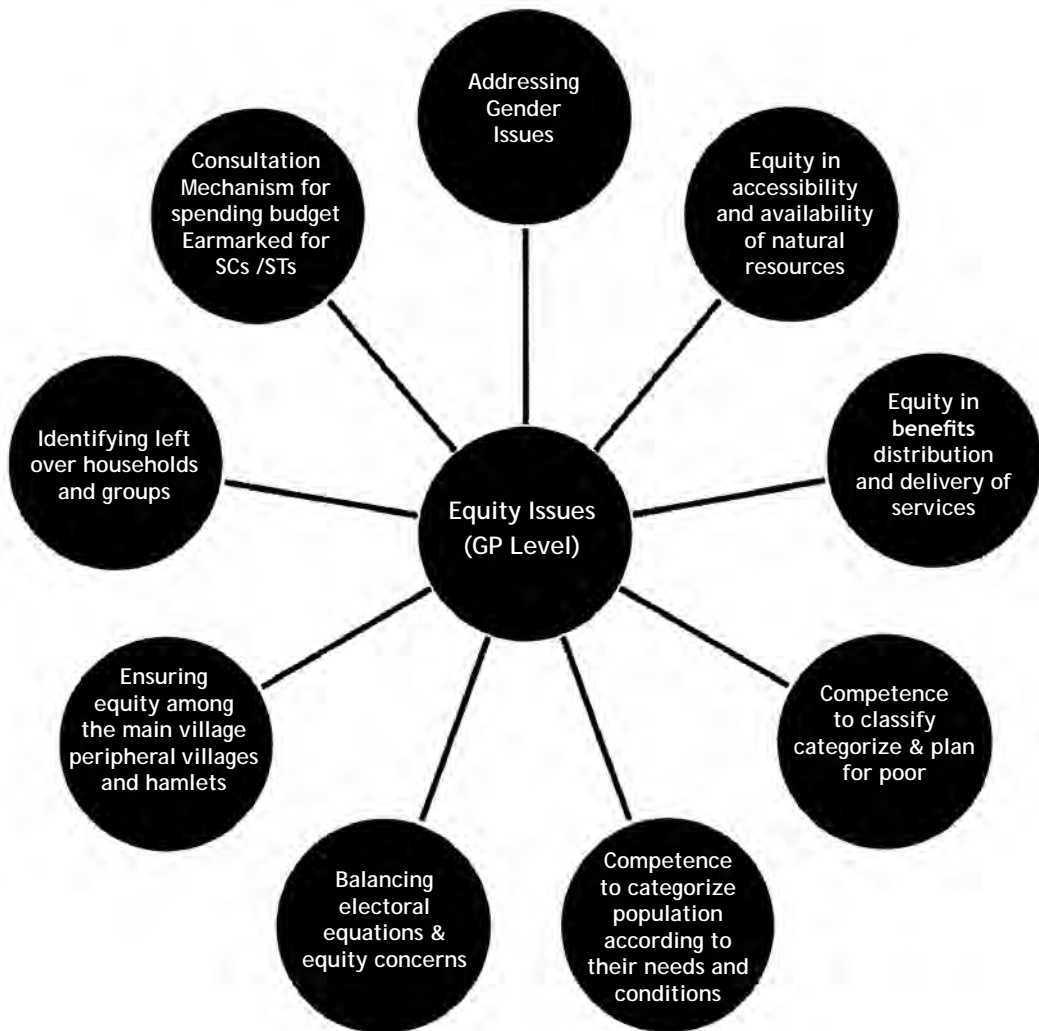 Addressing
Gender
Issues
Equity in
accessibility
and availability
of natural
resources
Equity in
benefits
distribution
and delivery of
services
Competence
to classify
categorize & plan
for poor
Competence
to categorize
population
according to
their needs and
conditions
Balancing
electoral
equations &
equity concerns
Ensuring
equity among
the main village
peripheral villages
and hamlets
Identifying left
over households
and groups
Consultation
Mechanism for
spending budget
Earmarked for
SCs /STs
Equity Issues
(GP Level)